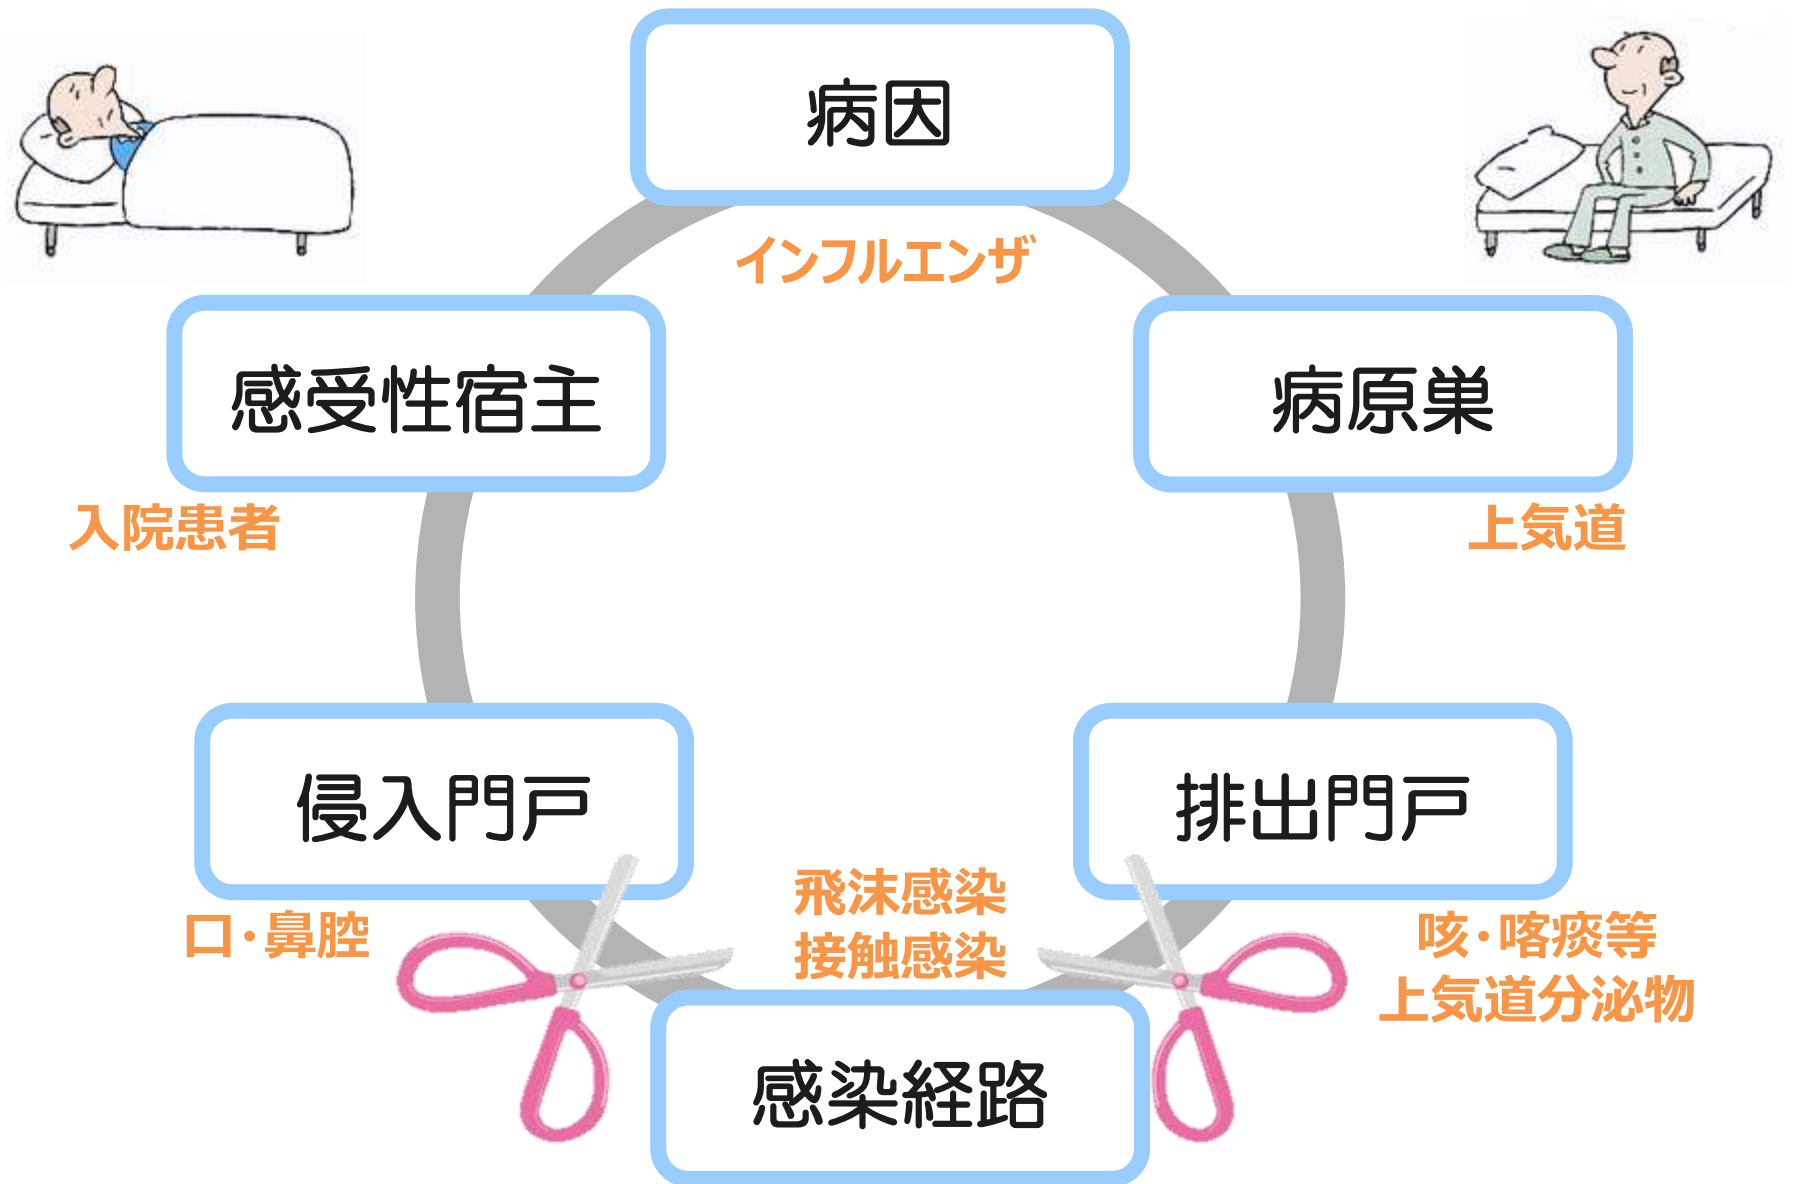 病因
インフルエンザ
感受性宿主
病原巣
入院患者
上気道
侵入門戸
排出門戸
口・鼻腔
飛沫感染
接触感染
咳・喀痰等
上気道分泌物
感染経路